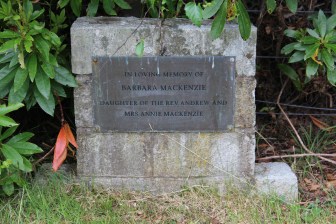 IN LOVING MEMORY OF
BARBARA MACKENZIE
DAUGHTER OF THE REV. ANDREW AND
MRS ANNIE MACKENZIE